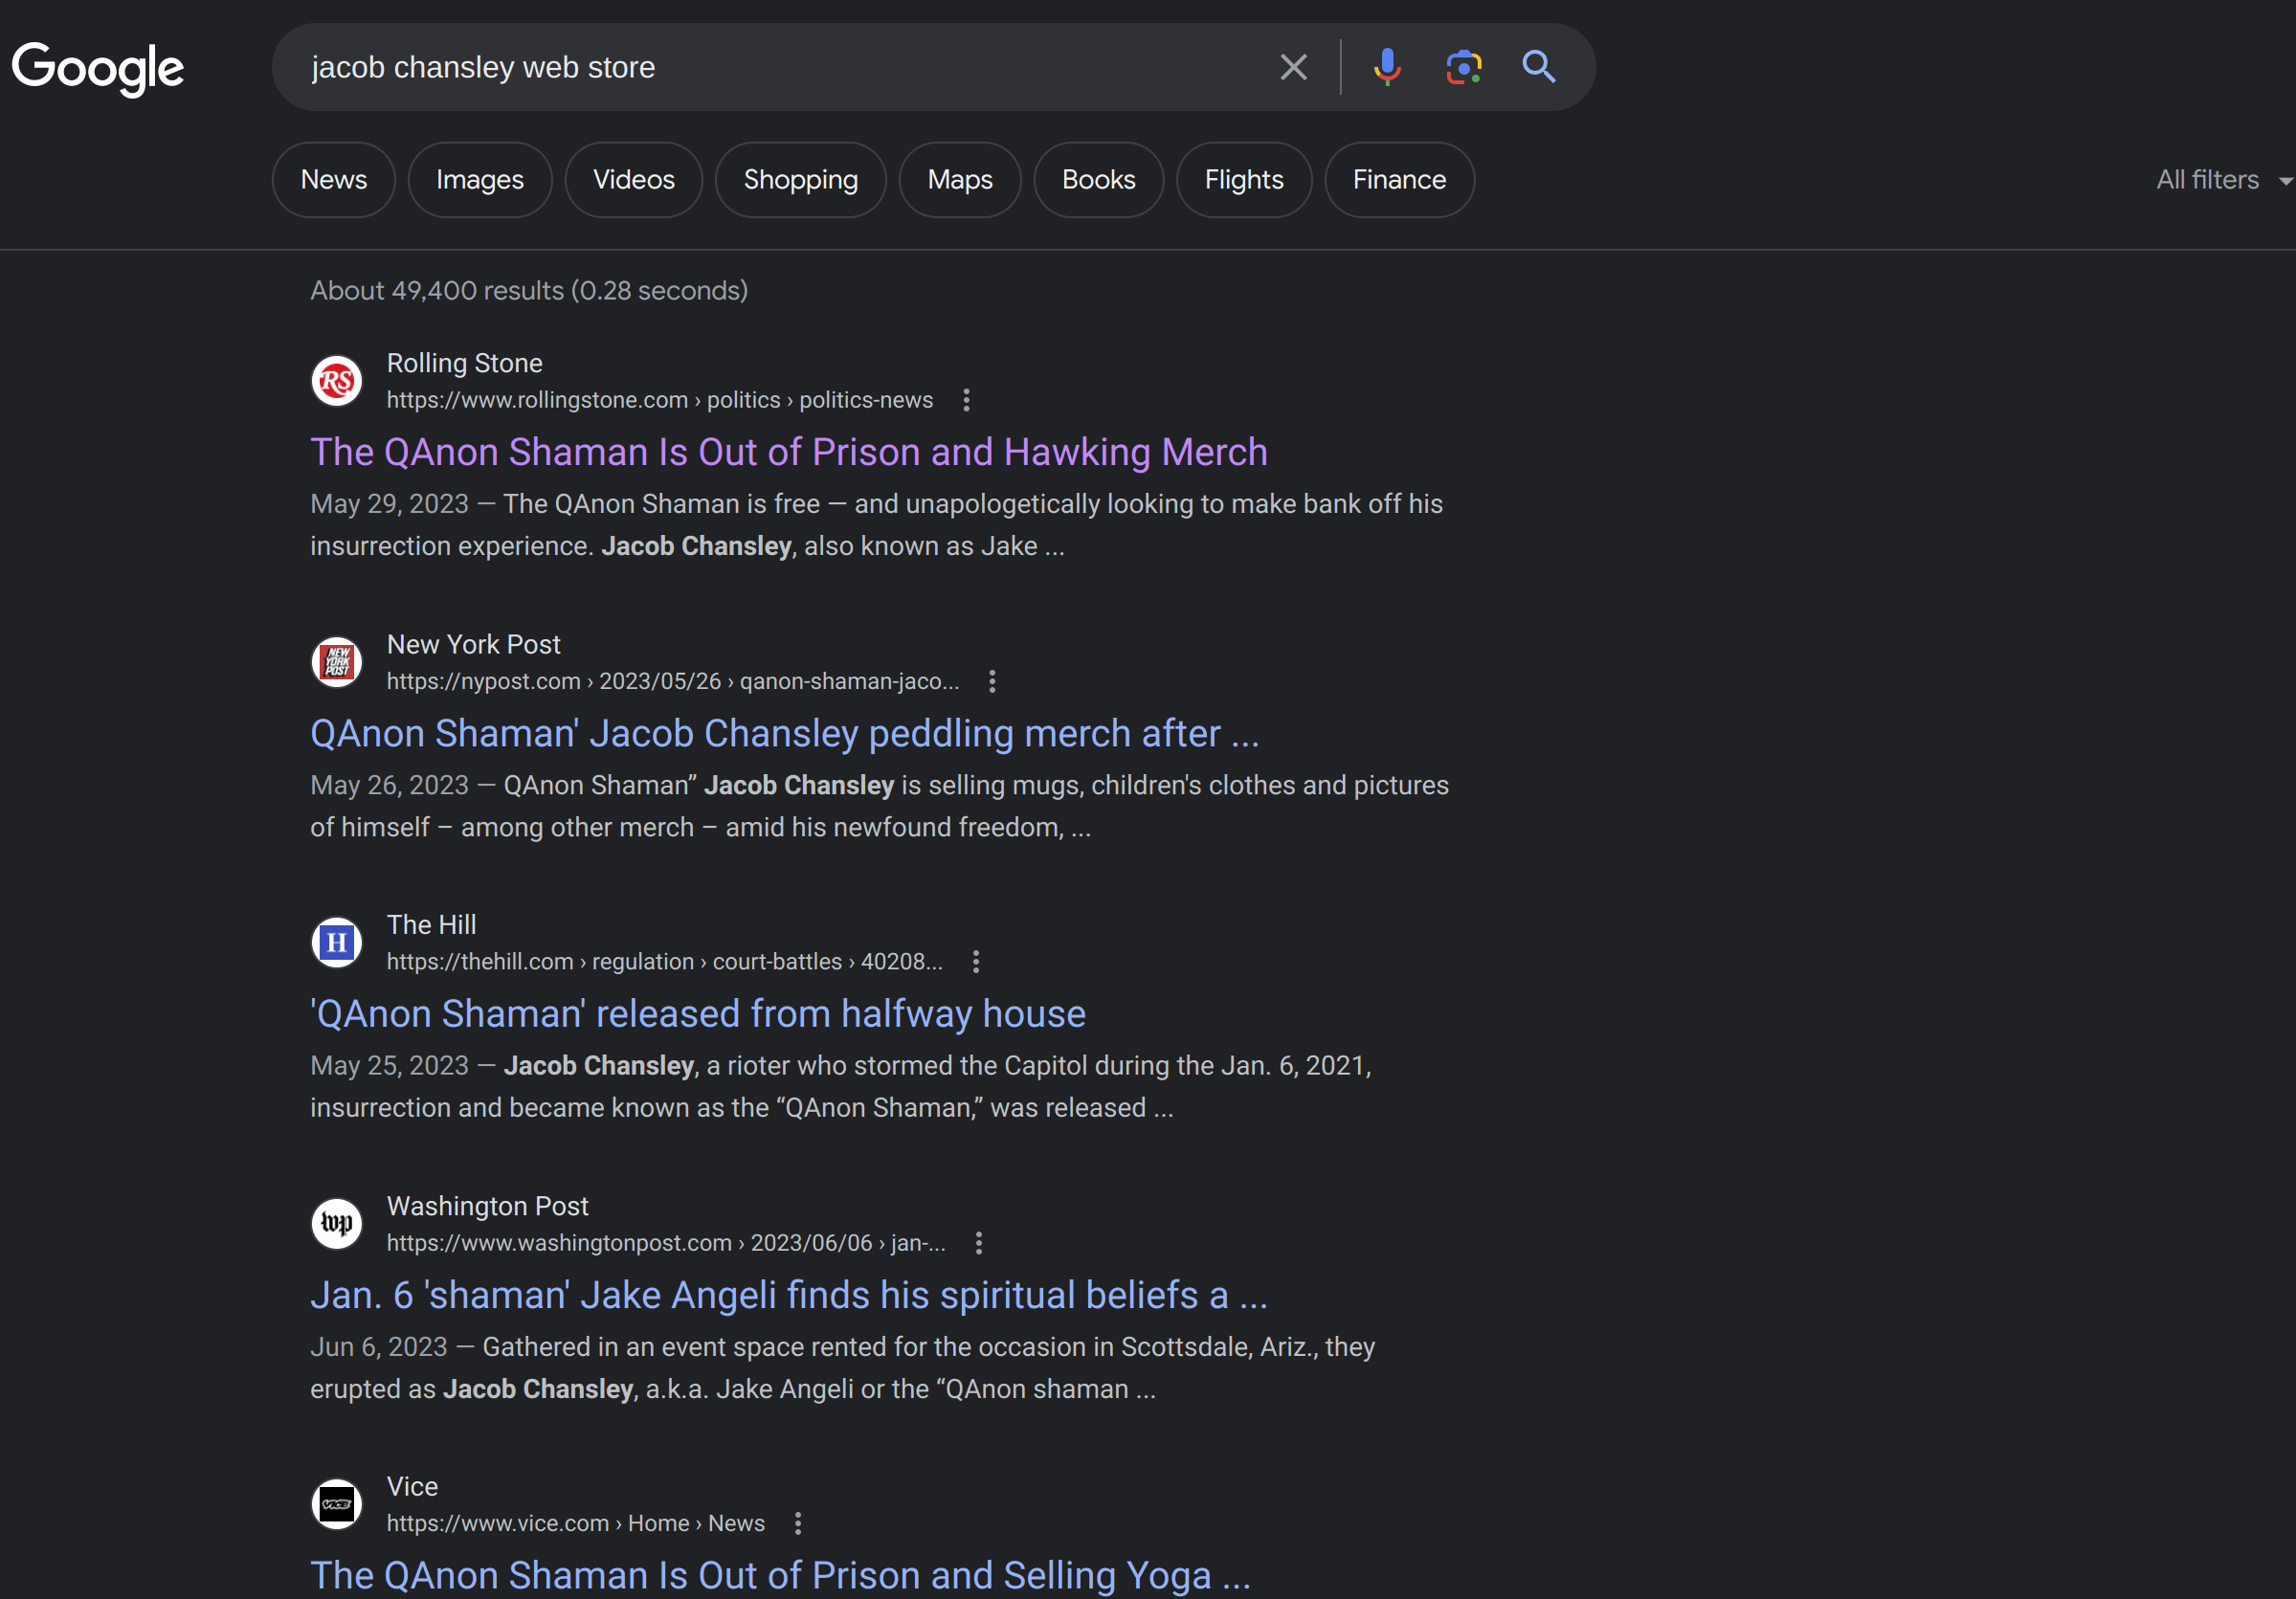 Google
jacob chansley web store
News Images Videos Shopping Maps Books Flights Finance All filters
About 49,400 results (0.28 seconds)
RS
Rolling Stone
https://www.rollingstone.com › politics › politics-news
The QAnon Shaman Is Out of Prison and Hawking Merch
May 29, 2023 — The QAnon Shaman is free — and unapologetically looking to make bank off his
insurrection experience. Jacob Chansley, also known as Jake ...
NEW
YORK
POST
New York Post
https://nypost.com › 2023/05/26 › qanon-shaman-jaco...
QAnon Shaman' Jacob Chansley peddling merch after ...
May 26, 2023 — QAnon Shaman” Jacob Chansley is selling mugs, children's clothes and pictures
of himself – among other merch – amid his newfound freedom, ...
H
The Hill
https://thehill.com › regulation › court-battles › 40208...
'QAnon Shaman' released from halfway house
May 25, 2023 — Jacob Chansley, a rioter who stormed the Capitol during the Jan. 6, 2021,
insurrection and became known as the “QAnon Shaman,” was released ...
wp
Washington Post
https://www.washingtonpost.com › 2023/06/06 › jan-...
Jan. 6 'shaman' Jake Angeli finds his spiritual beliefs a ...
Jun 6, 2023 — Gathered in an event space rented for the occasion in Scottsdale, Ariz., they
erupted as Jacob Chansley, a.k.a. Jake Angeli or the “QAnon shaman ...
VICE
Vice
https://www.vice.com › Home › News
The QAnon Shaman Is Out of Prison and Selling Yoga ...